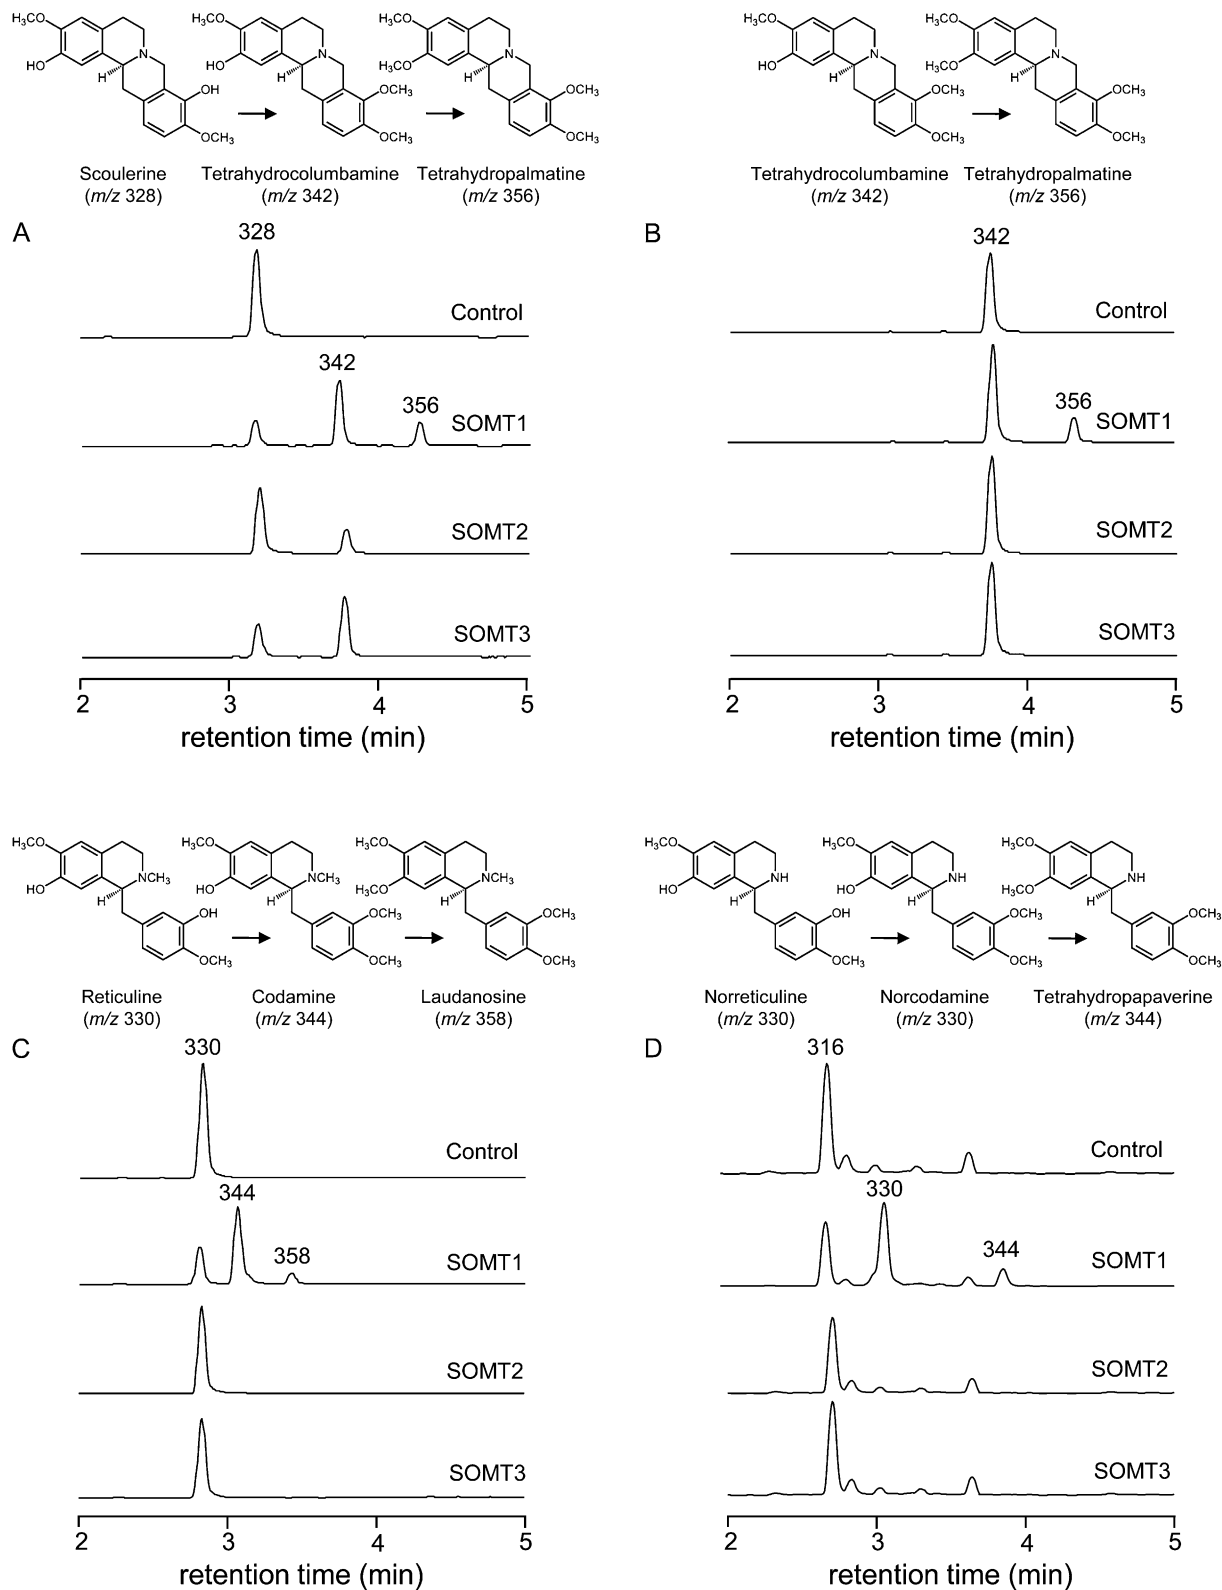 H₃CO
HO
N
H
OH
OCH₃
H₃CO
HO
N
H
OCH₃
OCH₃
H₃CO
H₃CO
N
H
OCH₃
OCH₃
Scoulerine
(m/z 328)
Tetrahydrocolumbamine
(m/z 342)
Tetrahydropalmatine
(m/z 356)
A
328
Control
342
356
SOMT1
SOMT2
SOMT3
2 3 4 5
retention time (min)
H₃CO
HO
N
H
OCH₃
OCH₃
H₃CO
H₃CO
N
H
OCH₃
OCH₃
Tetrahydrocolumbamine
(m/z 342)
Tetrahydropalmatine
(m/z 356)
B
342
Control
356
SOMT1
SOMT2
SOMT3
2 3 4 5
retention time (min)
H₃CO
HO
NCH₃
H
OH
OCH₃
H₃CO
HO
NCH₃
H
OCH₃
OCH₃
H₃CO
H₃CO
NCH₃
H
OCH₃
OCH₃
Reticuline
(m/z 330)
Codamine
(m/z 344)
Laudanosine
(m/z 358)
C
330
Control
344
358
SOMT1
SOMT2
SOMT3
2 3 4 5
retention time (min)
H₃CO
HO
NH
H
OH
OCH₃
H₃CO
HO
NH
H
OCH₃
OCH₃
H₃CO
H₃CO
NH
H
OCH₃
OCH₃
Norreticuline
(m/z 330)
Norcodamine
(m/z 330)
Tetrahydropapaverine
(m/z 344)
D
316
Control
330
344
SOMT1
SOMT2
SOMT3
2 3 4 5
retention time (min)